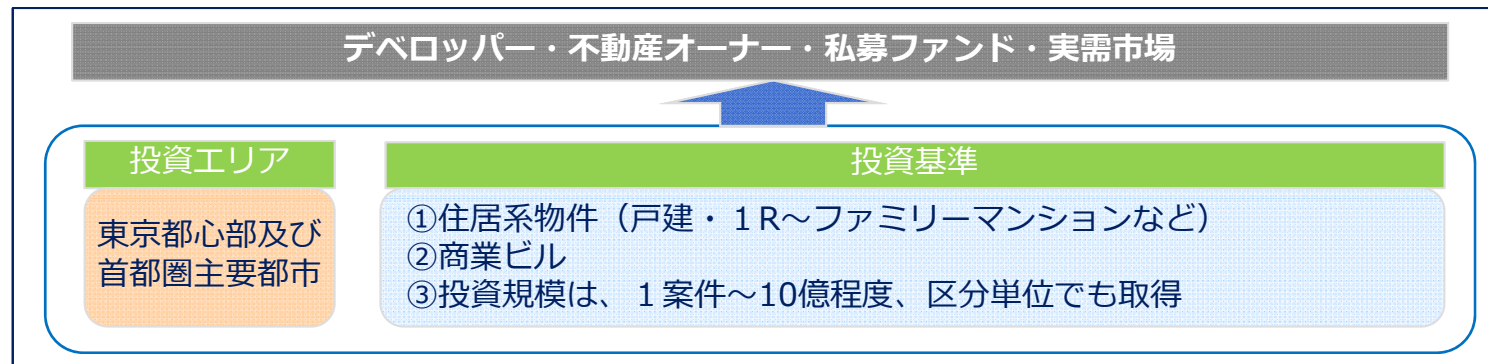 デベロッパー・不動産オーナー・私募ファンド・実需市場
投資エリア
東京都心部及び
首都圏主要都市
投資基準
①住居系物件（戸建・１R～ファミリーマンションなど）
②商業ビル
③投資規模は、１案件～10億程度、区分単位でも取得